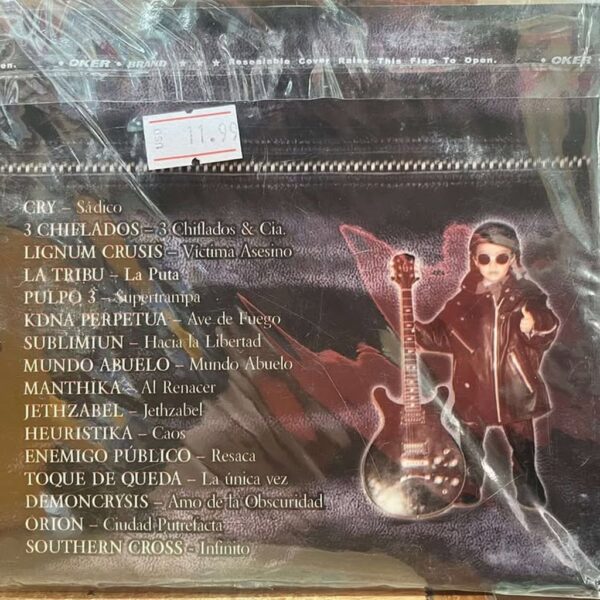 en.
• OKER • BRAND ★ ★ ★ Resealable Cover Raise This Flap To Open. • OKER
USD 11.99
CRY – Sádico
3 CHIFLADOS – 3 Chiflados & Cia.
LIGNUM CRUSIS – Víctima Asesino
LA TRIBU – La Puta
PULPO 3 – Supertrampa
KDNA PERPETUA – Ave de Fuego
SUBLIMIUN – Hacia la Libertad
MUNDO ABUELO – Mundo Abuelo
MANTHIKA – Al Renacer
JETHZABEL – Jethzabel
HEURISTIKA – Caos
ENEMIGO PÚBLICO – Resaca
TOQUE DE QUEDA – La única vez
DEMONCRYSIS – Amo de la Obscuridad
ORION – Ciudad Putrefacta
SOUTHERN CROSS – Infinito